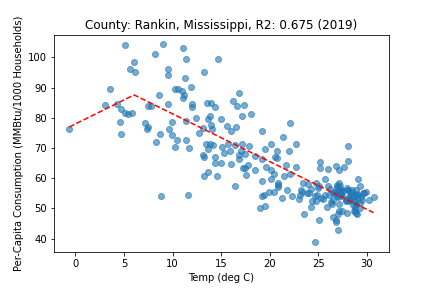 County: Rankin, Mississippi, R2: 0.675 (2019)
Per-Capita Consumption (MMBtu/1000 Households)
100
90
80
70
60
50
40
0 5 10 15 20 25 30
Temp (deg C)